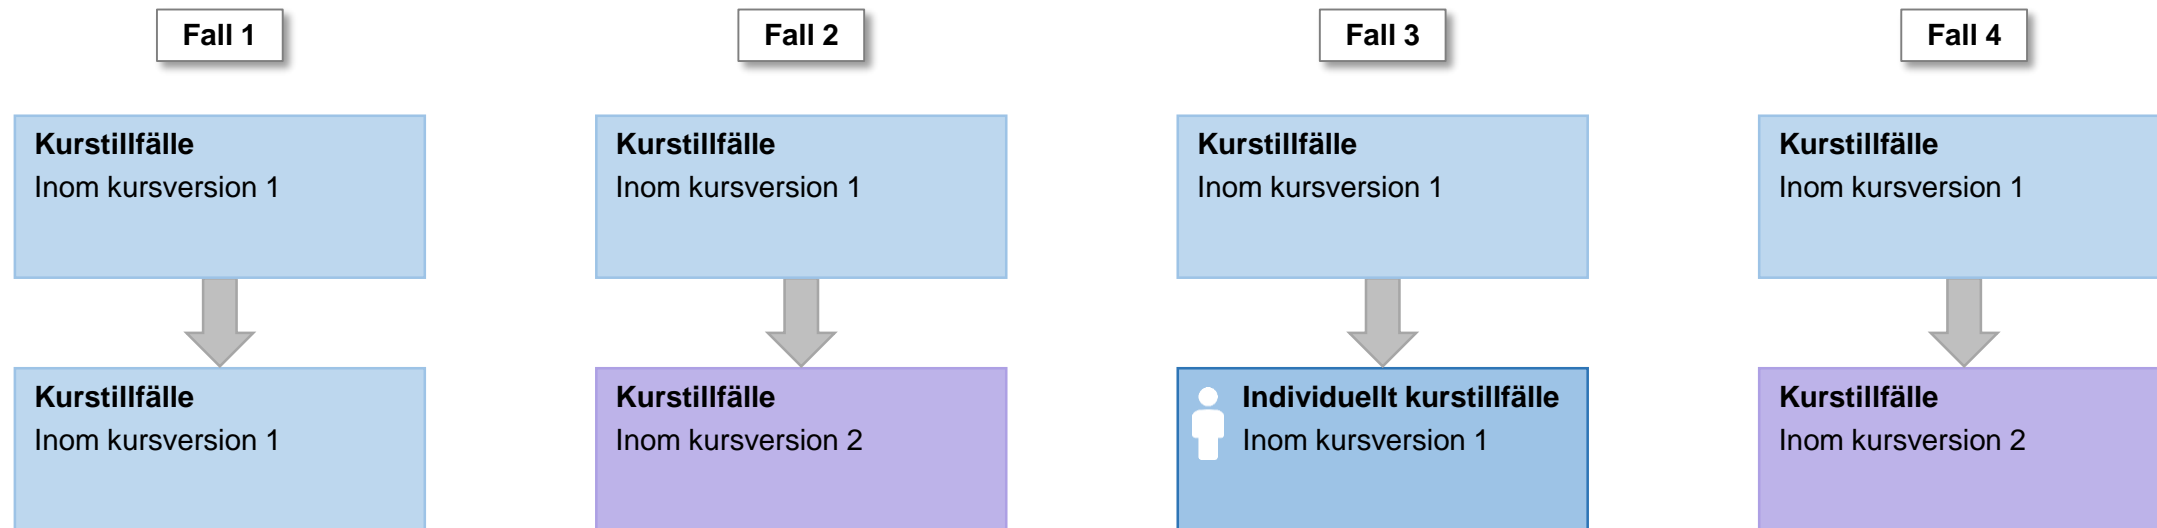 Fall 1
Fall 2
Fall 3
Fall 4
Kurstillfälle
Inom kursversion 1
Kurstillfälle
Inom kursversion 1
Kurstillfälle
Inom kursversion 1
Kurstillfälle
Inom kursversion 1
Kurstillfälle
Inom kursversion 1
Kurstillfälle
Inom kursversion 2
Individuellt kurstillfälle
Inom kursversion 1
Kurstillfälle
Inom kursversion 2